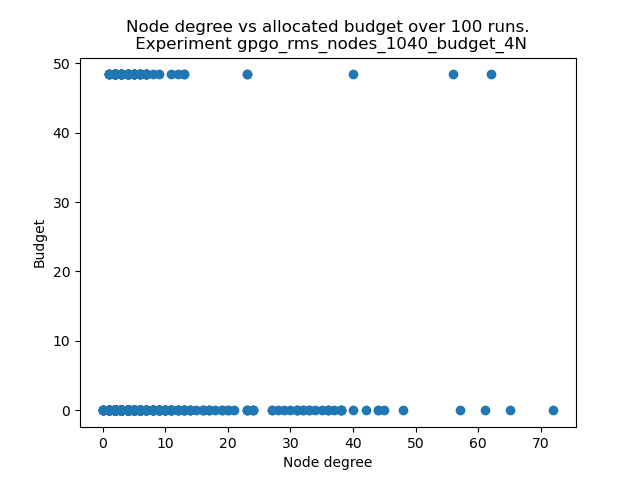 Node degree vs allocated budget over 100 runs.
Experiment gpgo_rms_nodes_1040_budget_4N
50
40
30
20
10
0
Budget
0 10 20 30 40 50 60 70
Node degree